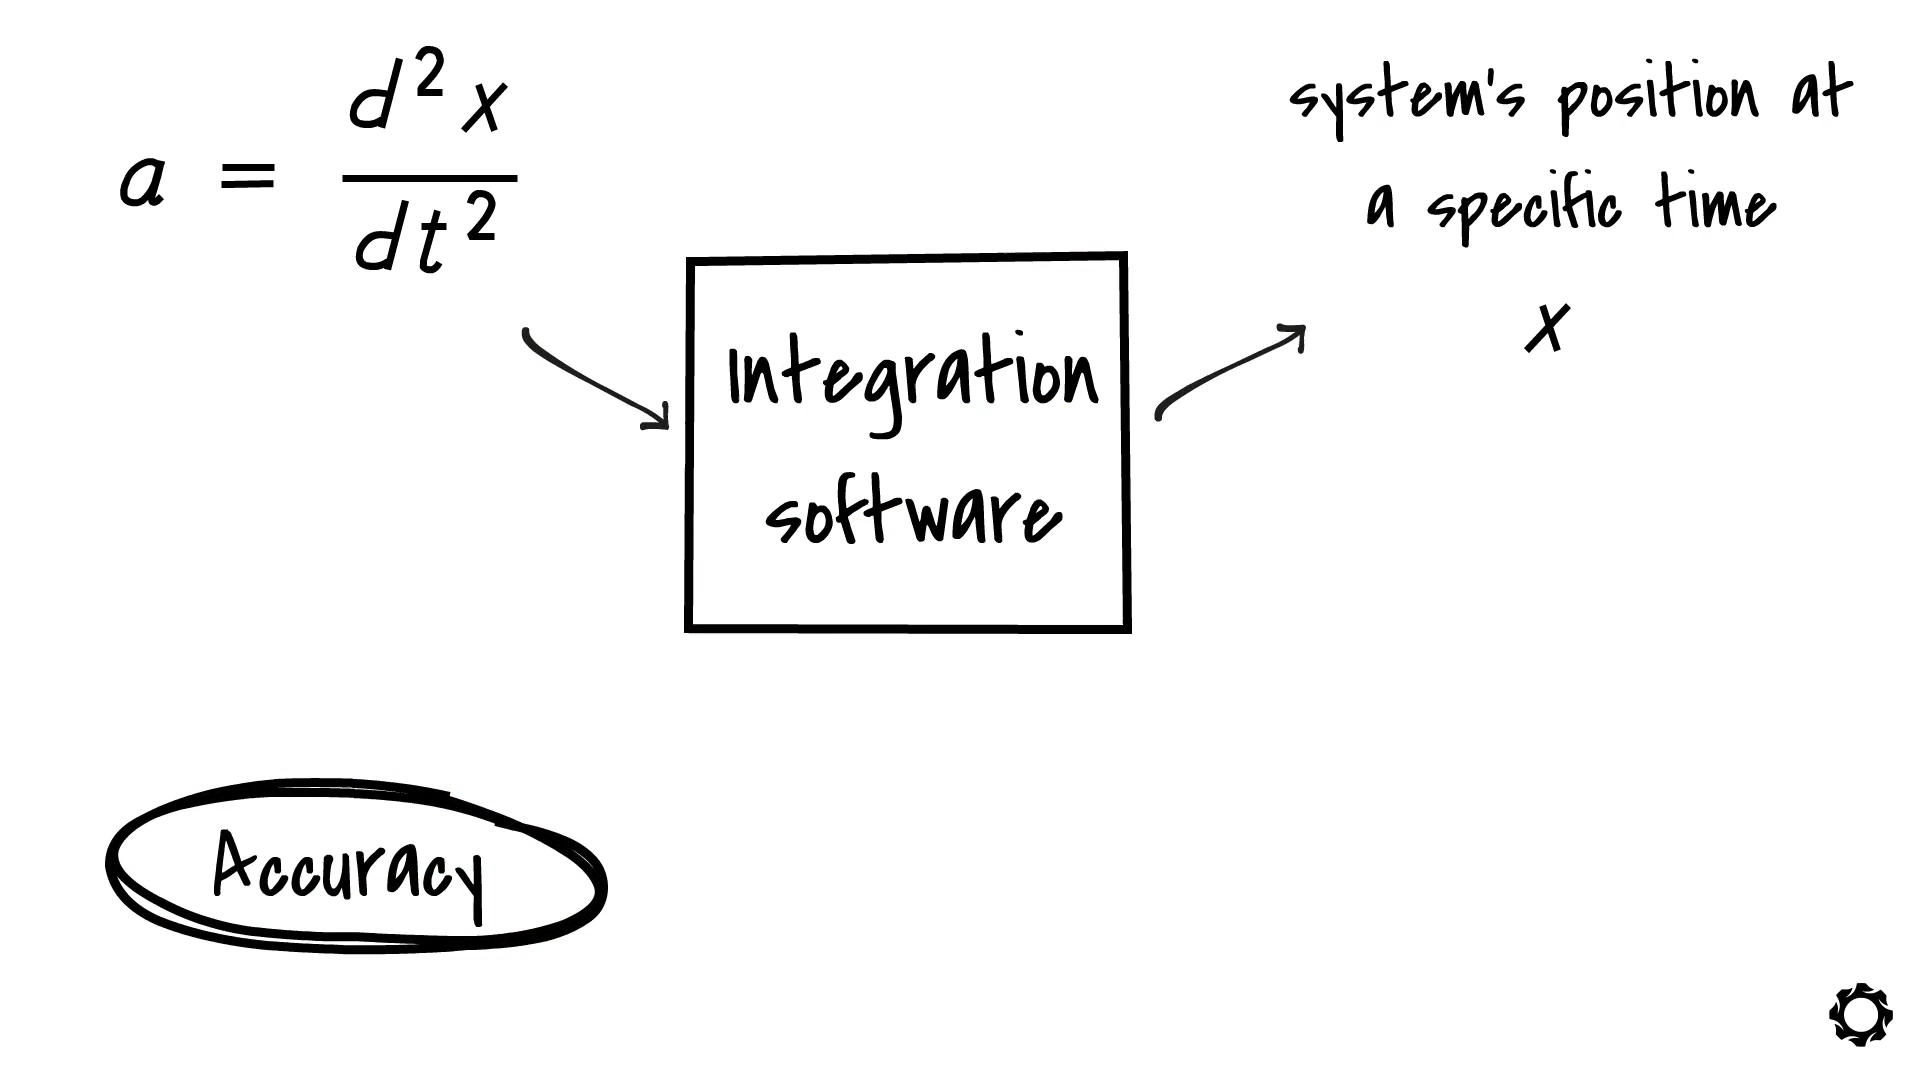 a = d²x / dt²
system's position at
a specific time
x
Integration
software
Accuracy